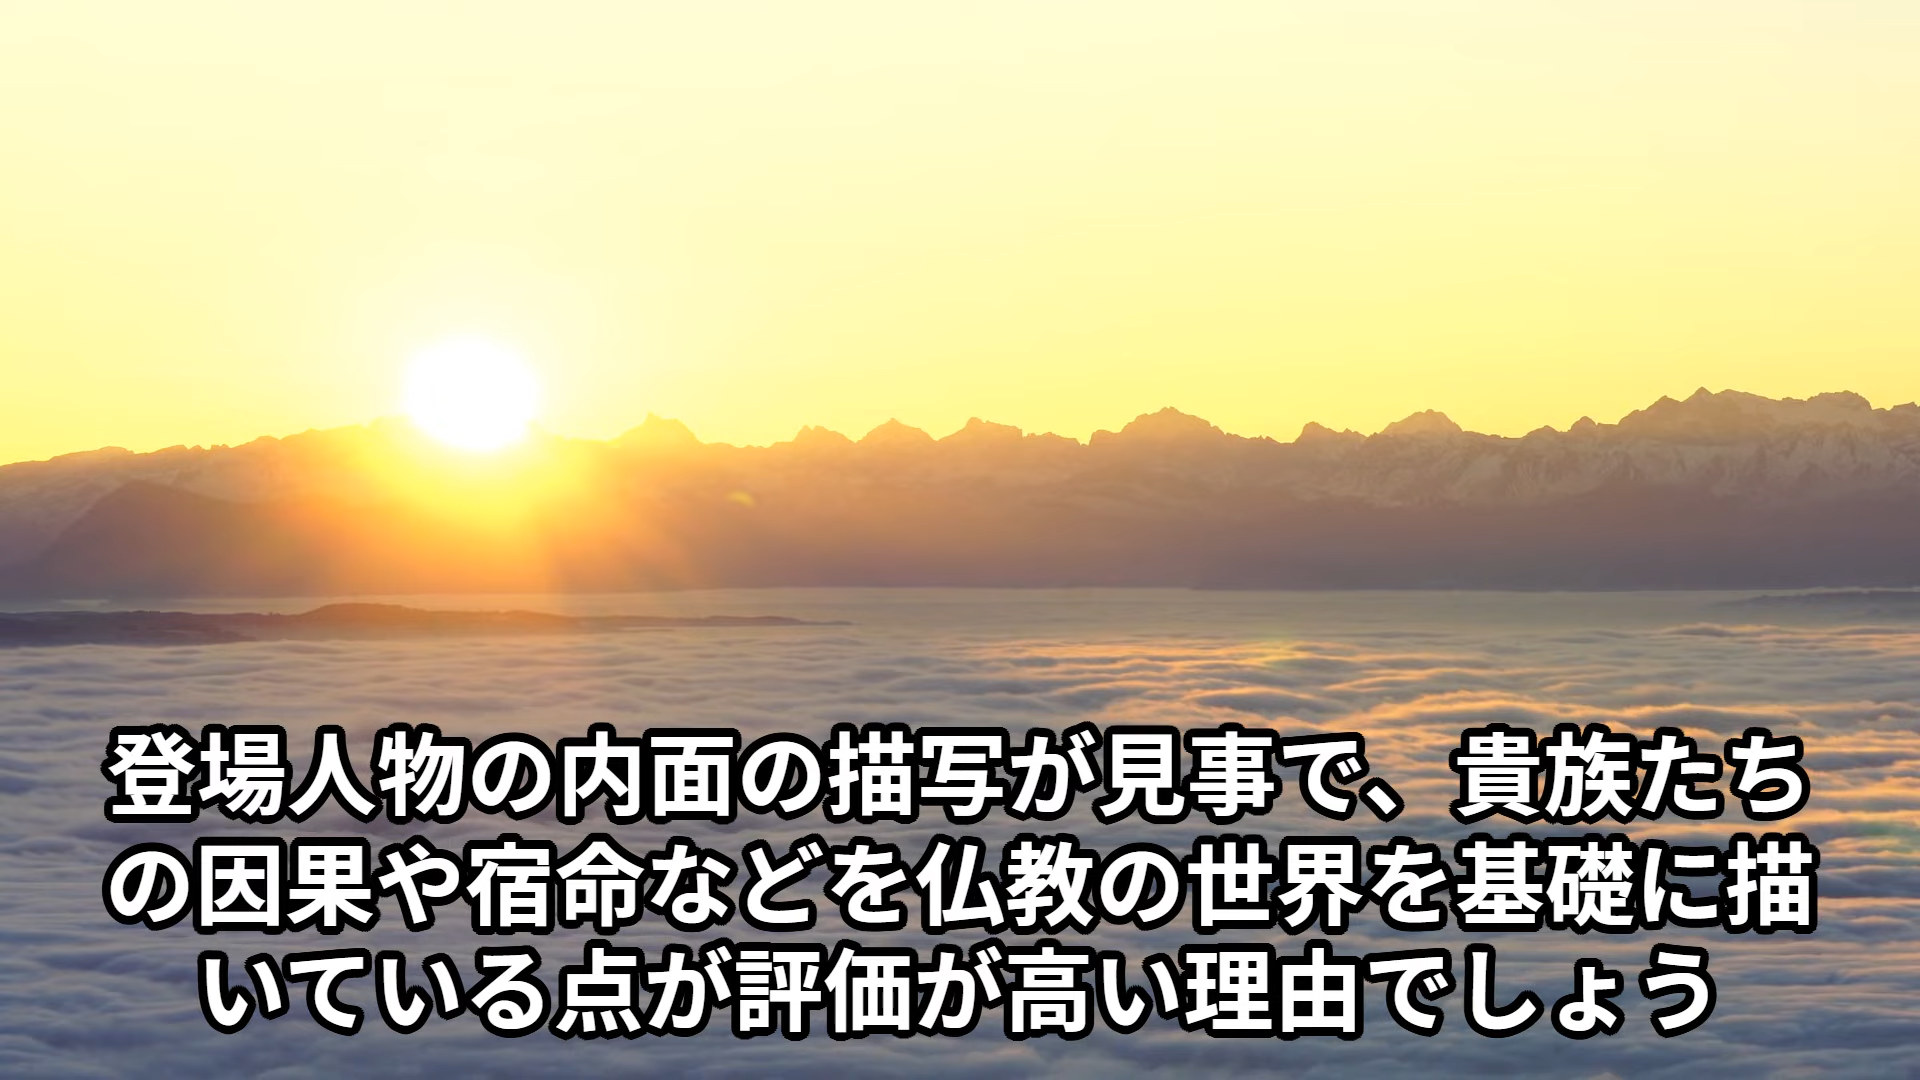 登場人物の内面の描写が見事で、貴族たち
の因果や宿命などを仏教の世界を基礎に描
いている点が評価が高い理由でしょう